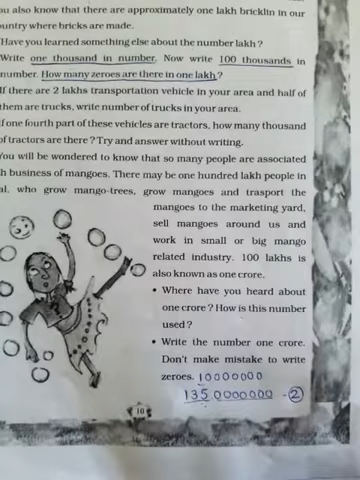 ou also know that there are approximately one lakh bricklin in our
ountry where bricks are made.
Have you learned something else about the number lakh ?
Write one thousand in number. Now write 100 thousands in
number. How many zeroes are there in one lakh ?
If there are 2 lakhs transportation vehicle in your area and half of
them are trucks, write number of trucks in your area.
If one fourth part of these vehicles are tractors, how many thousand
of tractors are there ? Try and answer without writing.
You will be wondered to know that so many people are associated
h business of mangoes. There may be one hundred lakh people in
al, who grow mango-trees, grow mangoes and trasport the
mangoes to the marketing yard,
sell mangoes around us and
work in small or big mango
related industry. 100 lakhs is
also known as one crore.
• Where have you heard about
one crore ? How is this number
used ?
• Write the number one crore.
Don't make mistake to write
zeroes. 10000000
135,0000000 - 2
10